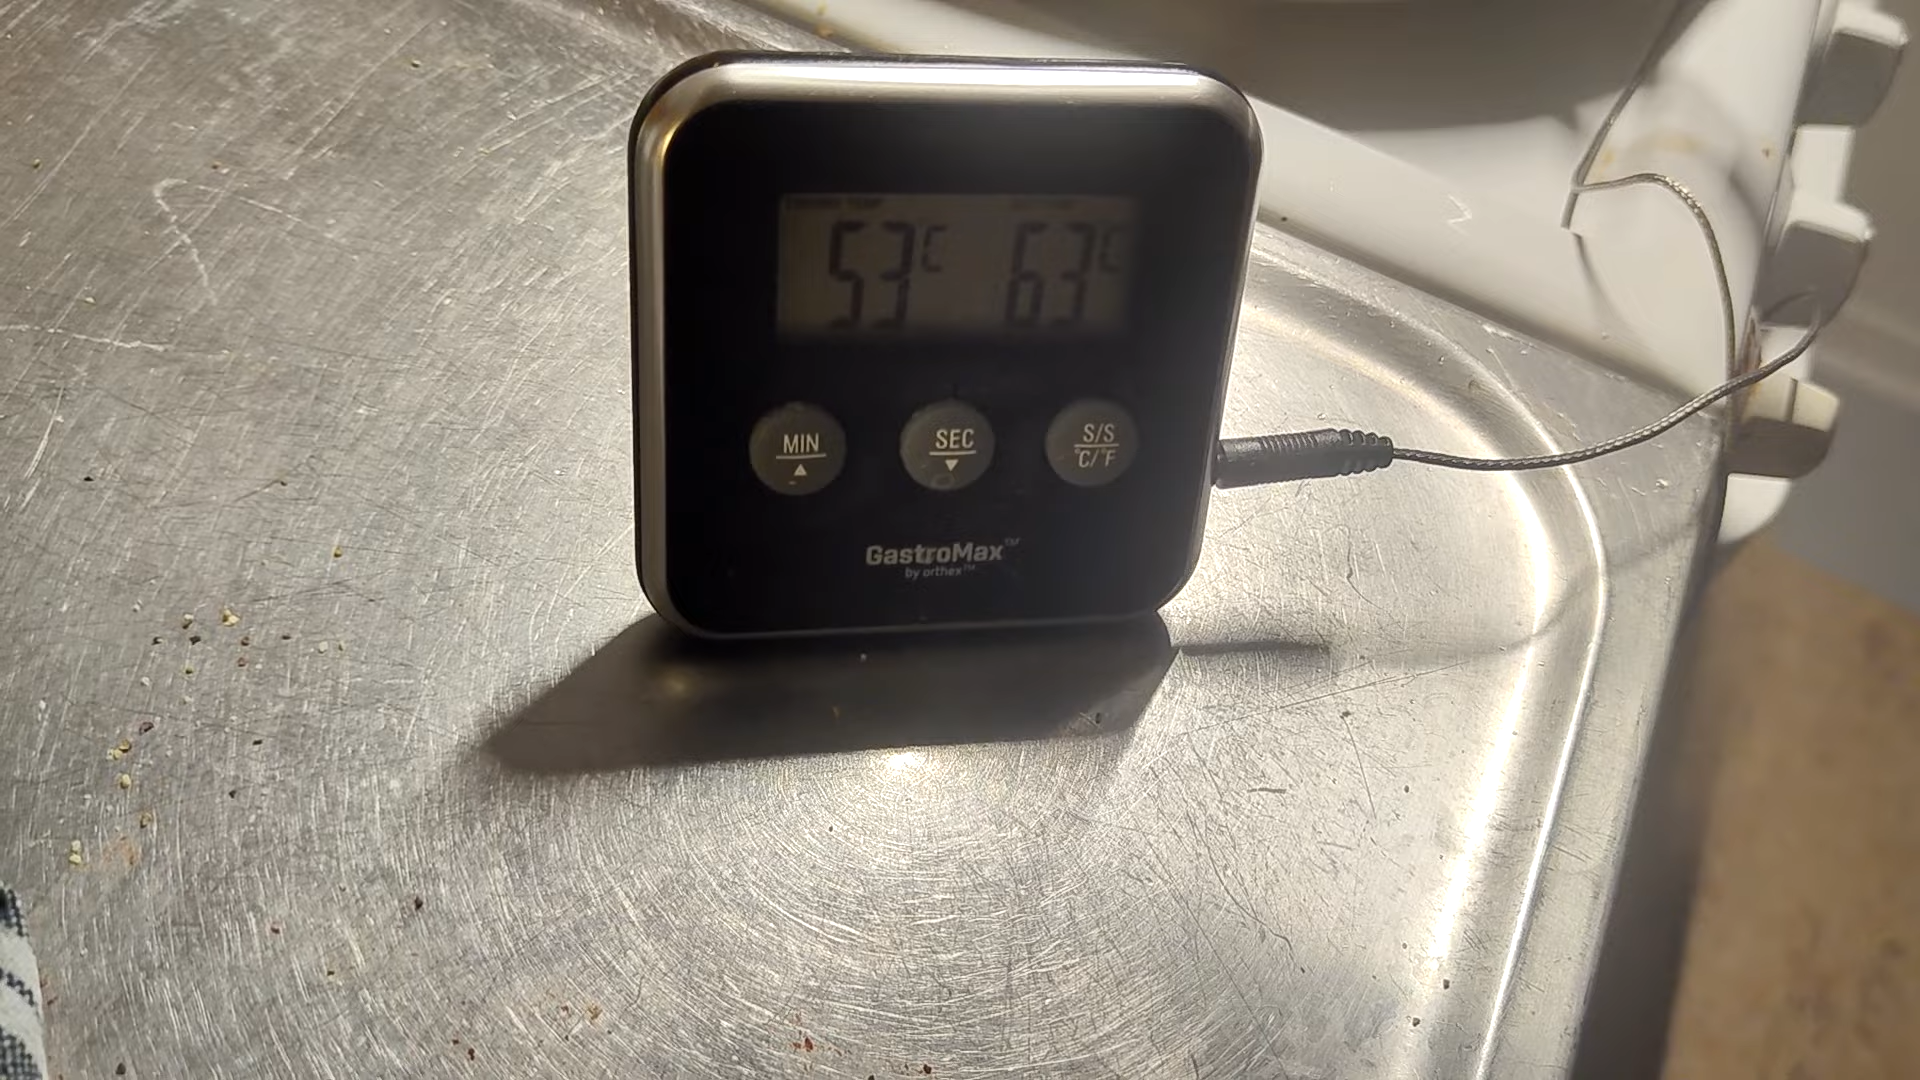 53°C 63°C
MIN SEC S/S
°C/°F
GastroMax™
by orthex™